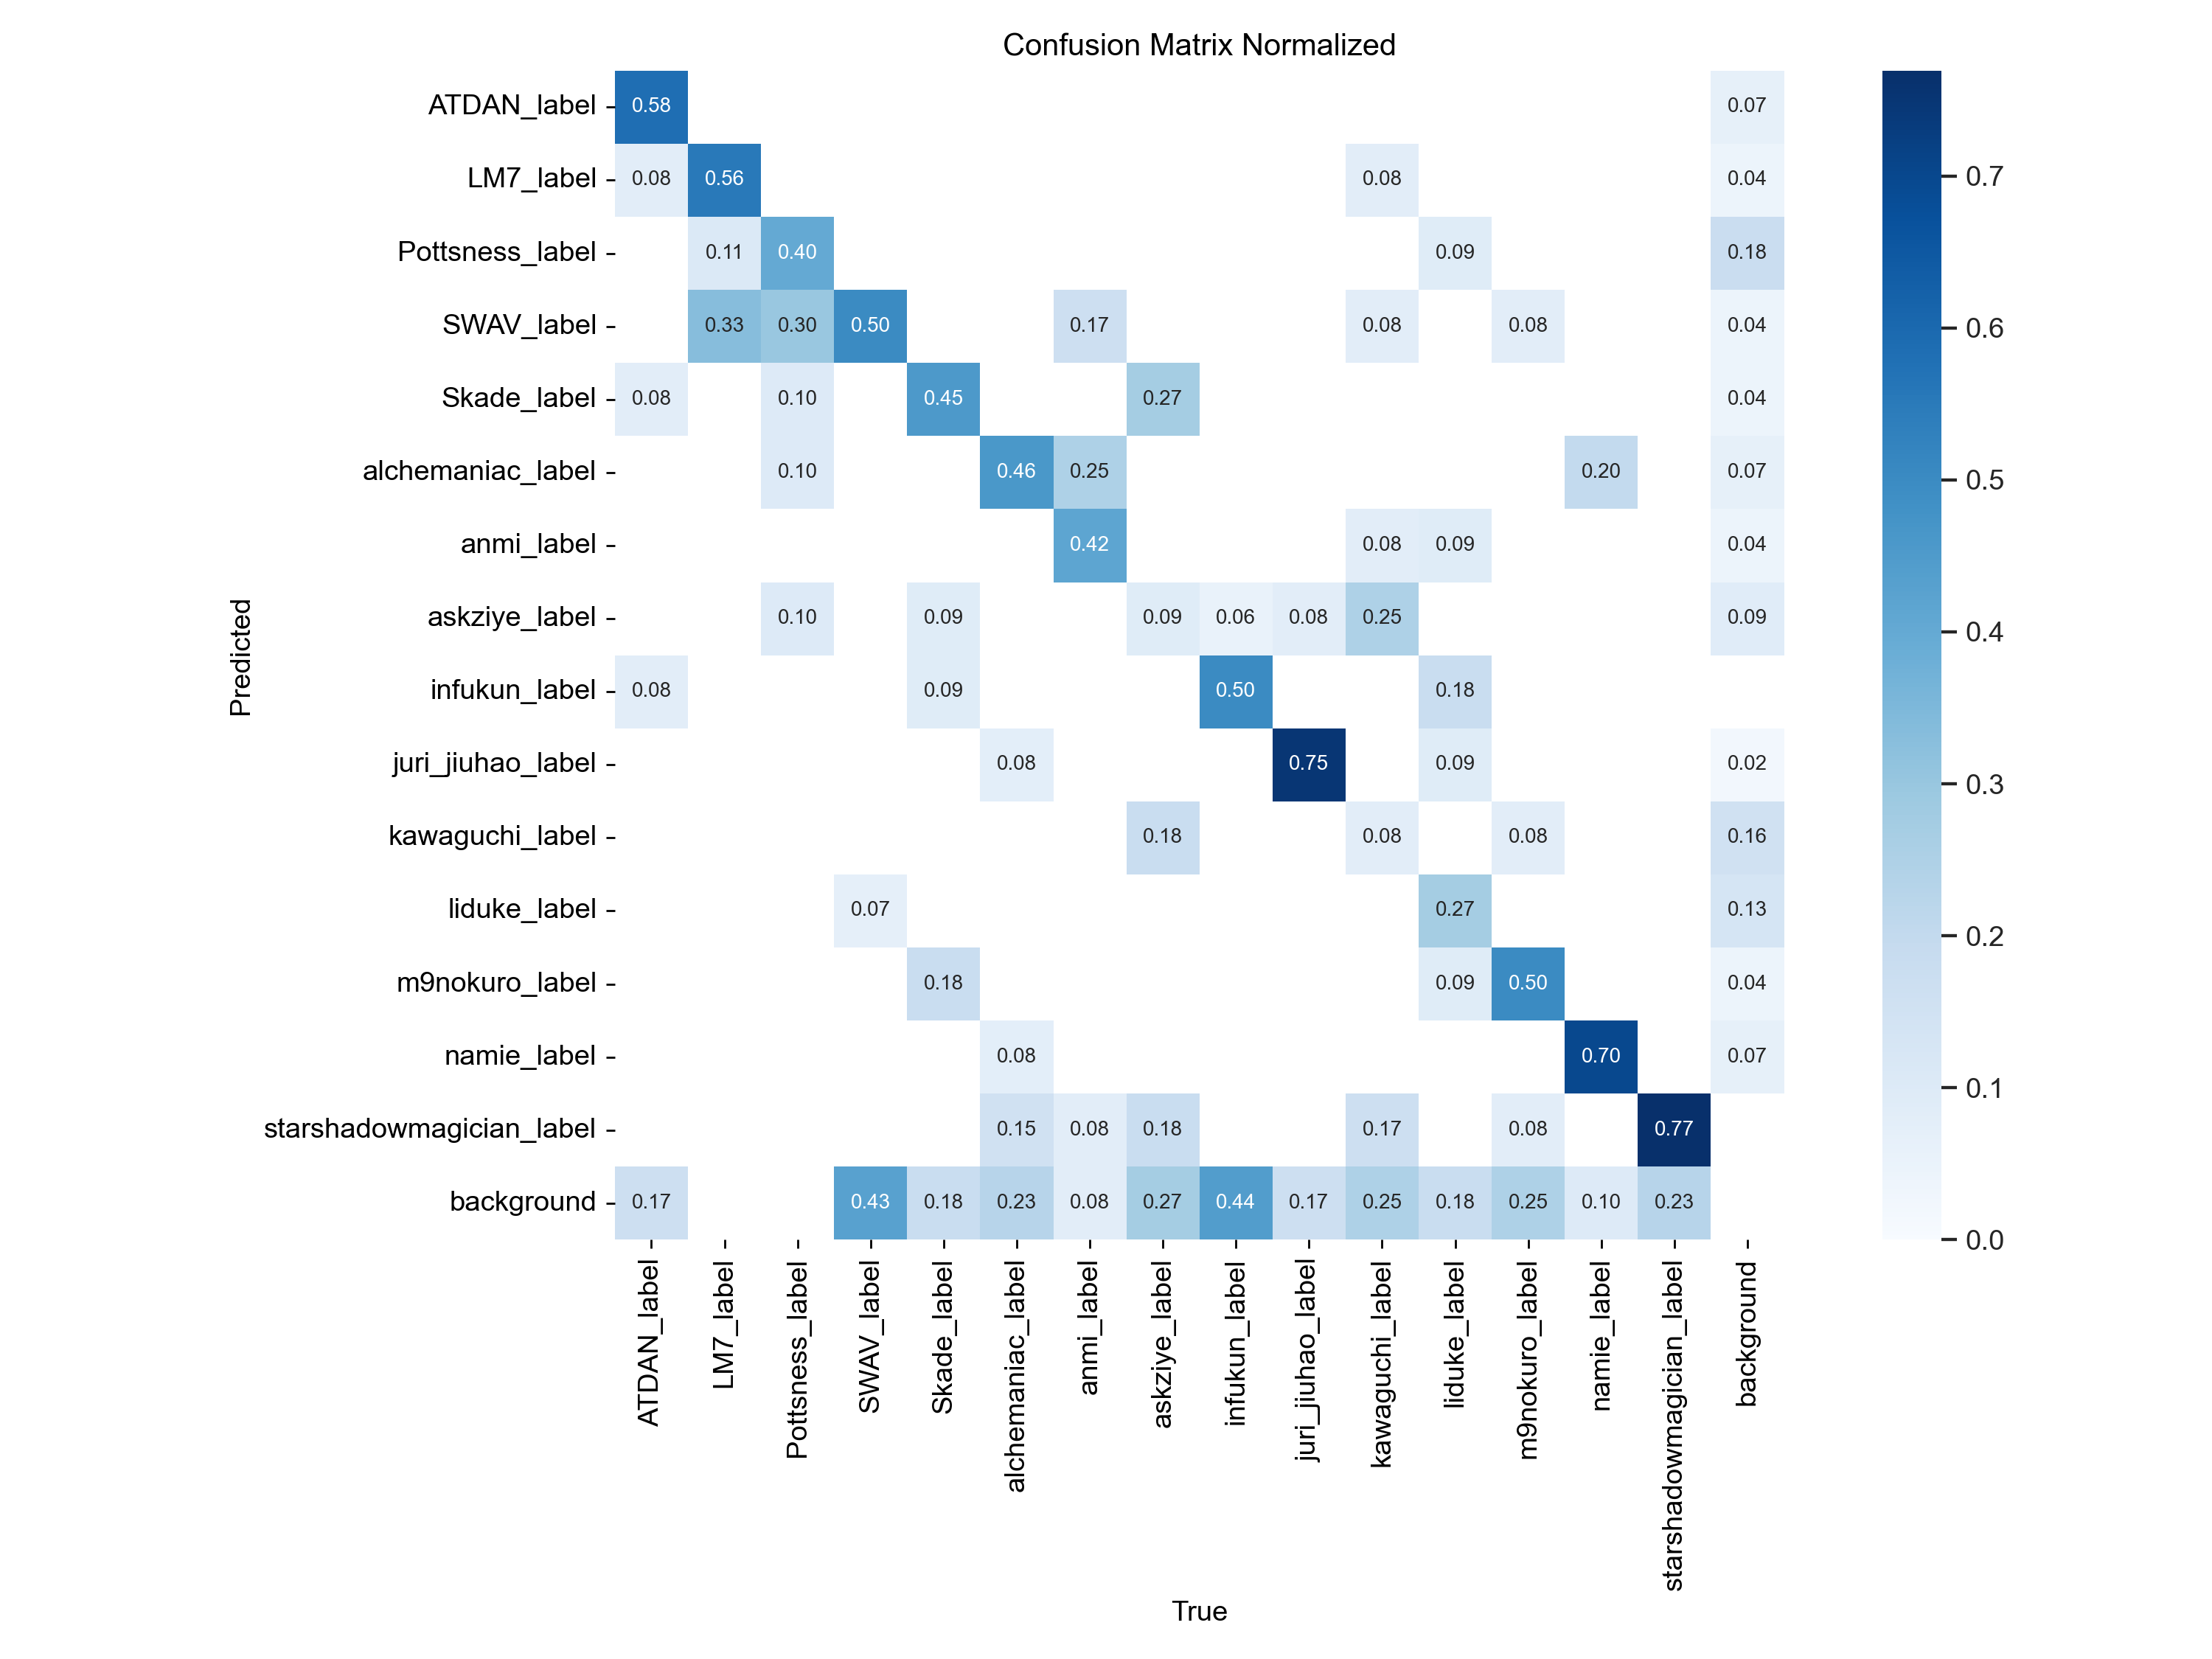 Confusion Matrix Normalized
ATDAN_label 0.58 0.07
LM7_label 0.08 0.56 0.08 0.04
Pottsness_label 0.11 0.40 0.09 0.18
SWAV_label 0.33 0.30 0.50 0.17 0.08 0.08 0.04
Skade_label 0.08 0.10 0.45 0.27 0.04
alchemaniac_label 0.10 0.46 0.25 0.20 0.07
anmi_label 0.42 0.08 0.09 0.04
askziye_label 0.10 0.09 0.09 0.06 0.08 0.25 0.09
infukun_label 0.08 0.09 0.50 0.18
juri_jiuhao_label 0.08 0.75 0.09 0.02
kawaguchi_label 0.18 0.08 0.08 0.16
liduke_label 0.07 0.27 0.13
m9nokuro_label 0.18 0.09 0.50 0.04
namie_label 0.08 0.70 0.07
starshadowmagician_label 0.15 0.08 0.18 0.17 0.08 0.77
background 0.17 0.43 0.18 0.23 0.08 0.27 0.44 0.17 0.25 0.18 0.25 0.10 0.23
Predicted
ATDAN_label
LM7_label
Pottsness_label
SWAV_label
Skade_label
alchemaniac_label
anmi_label
askziye_label
infukun_label
juri_jiuhao_label
kawaguchi_label
liduke_label
m9nokuro_label
namie_label
starshadowmagician_label
background
True
0.7
0.6
0.5
0.4
0.3
0.2
0.1
0.0